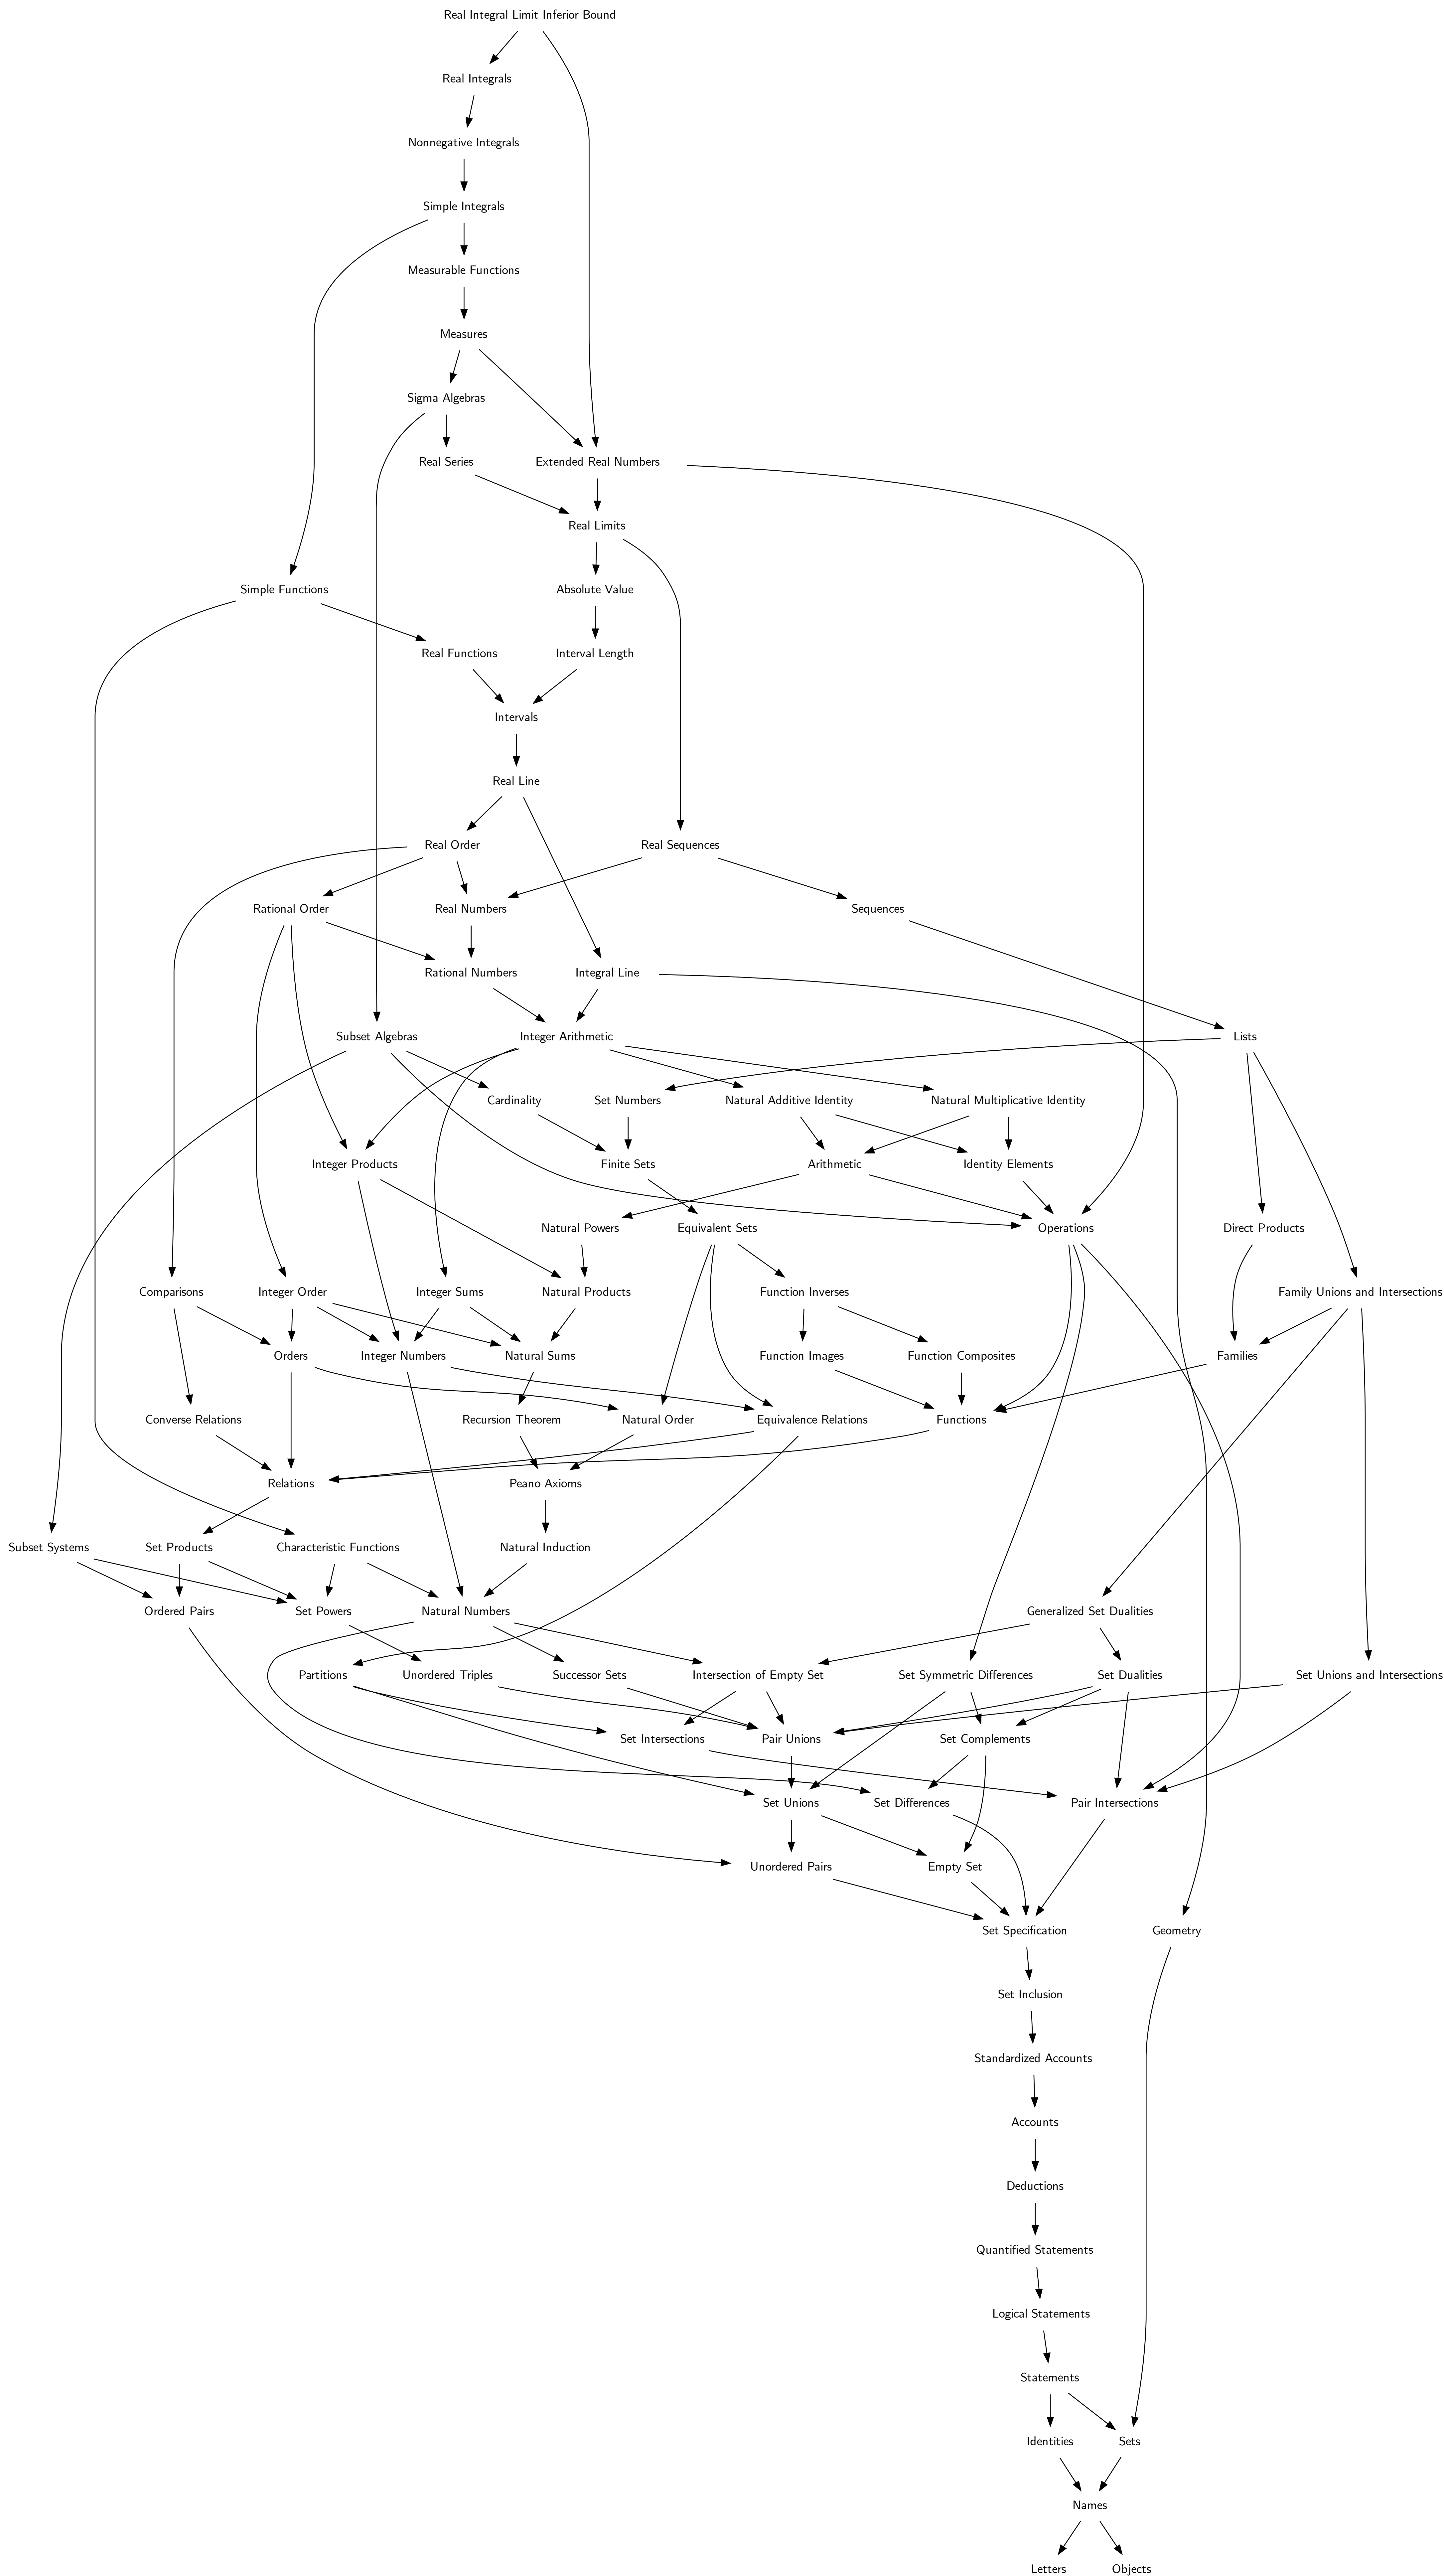 Real Integral Limit Inferior Bound
Real Integrals
Nonnegative Integrals
Simple Integrals
Measurable Functions
Measures
Sigma Algebras
Real Series
Extended Real Numbers
Real Limits
Simple Functions
Absolute Value
Real Functions
Interval Length
Intervals
Real Line
Real Order
Real Sequences
Rational Order
Real Numbers
Sequences
Rational Numbers
Integral Line
Subset Algebras
Integer Arithmetic
Lists
Cardinality
Set Numbers
Natural Additive Identity
Natural Multiplicative Identity
Integer Products
Finite Sets
Arithmetic
Identity Elements
Natural Powers
Equivalent Sets
Operations
Direct Products
Comparisons
Integer Order
Integer Sums
Natural Products
Function Inverses
Family Unions and Intersections
Orders
Integer Numbers
Natural Sums
Function Images
Function Composites
Families
Converse Relations
Recursion Theorem
Natural Order
Equivalence Relations
Functions
Relations
Peano Axioms
Subset Systems
Set Products
Characteristic Functions
Natural Induction
Ordered Pairs
Set Powers
Natural Numbers
Generalized Set Dualities
Partitions
Unordered Triples
Successor Sets
Intersection of Empty Set
Set Symmetric Differences
Set Dualities
Set Unions and Intersections
Set Intersections
Pair Unions
Set Complements
Set Unions
Set Differences
Pair Intersections
Unordered Pairs
Empty Set
Set Specification
Geometry
Set Inclusion
Standardized Accounts
Accounts
Deductions
Quantified Statements
Logical Statements
Statements
Identities
Sets
Names
Letters
Objects